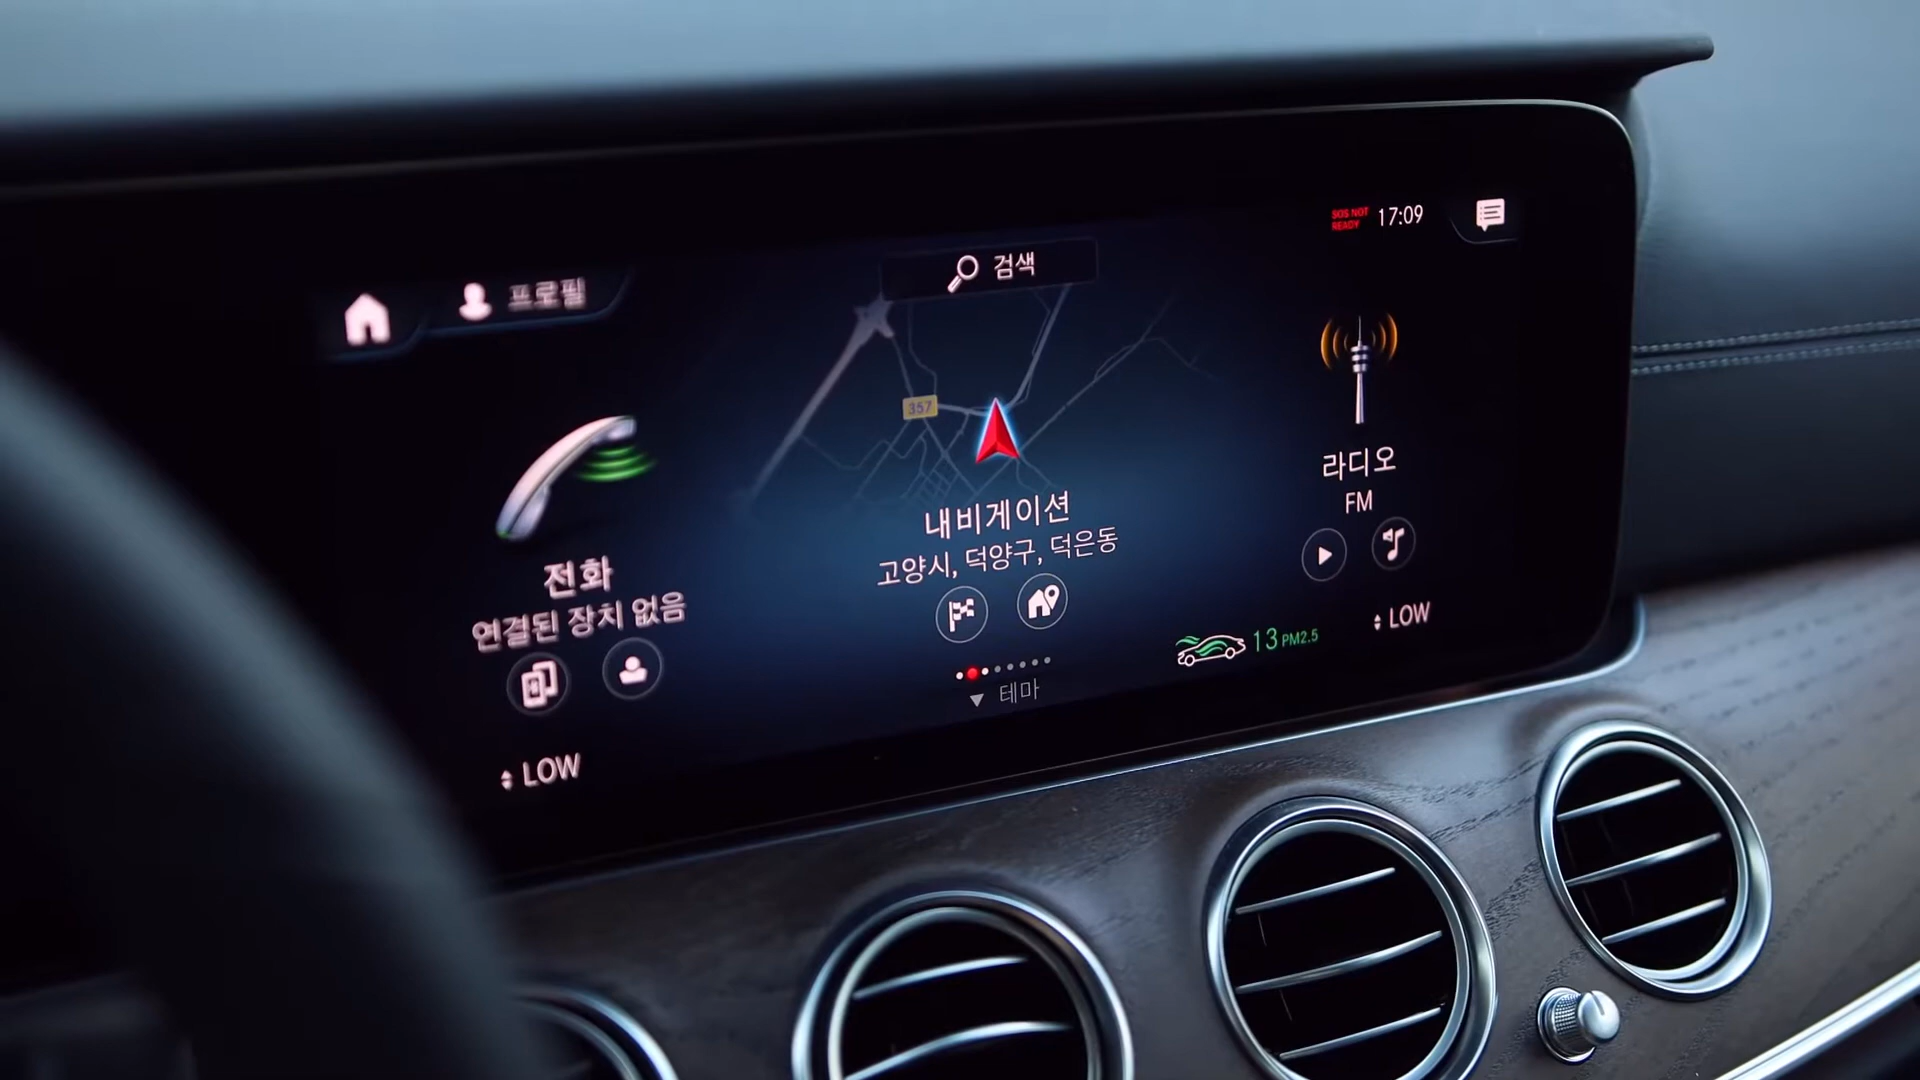 프로필
검색
SOS NOT
READY
17:09
357
전화
연결된 장치 없음
내비게이션
고양시, 덕양구, 덕은동
라디오
FM
테마
13 PM2.5
LOW
LOW